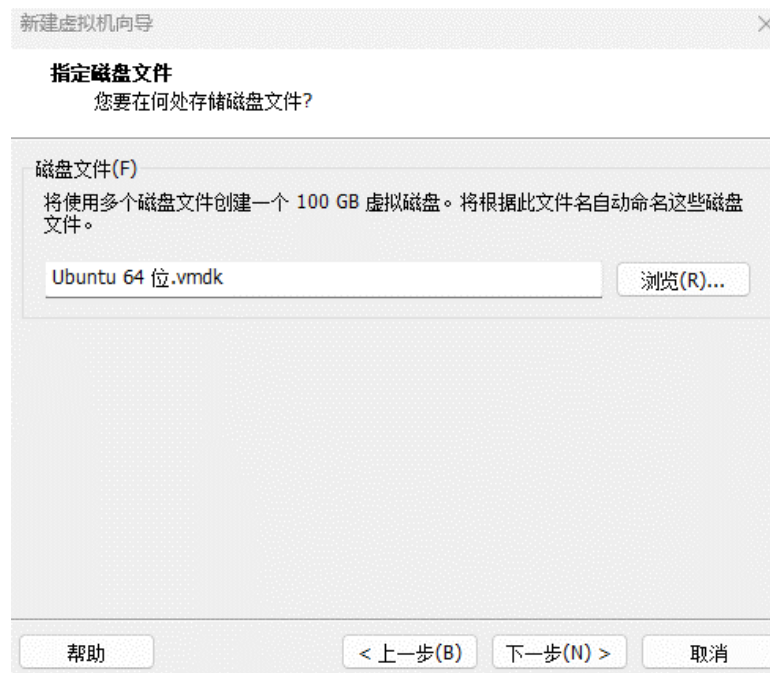 新建虚拟机向导
指定磁盘文件
您要在何处存储磁盘文件?
磁盘文件(F)
将使用多个磁盘文件创建一个 100 GB 虚拟磁盘。将根据此文件名自动命名这些磁盘
文件。
Ubuntu 64 位.vmdk
浏览(R)...
帮助
< 上一步(B)
下一步(N) >
取消